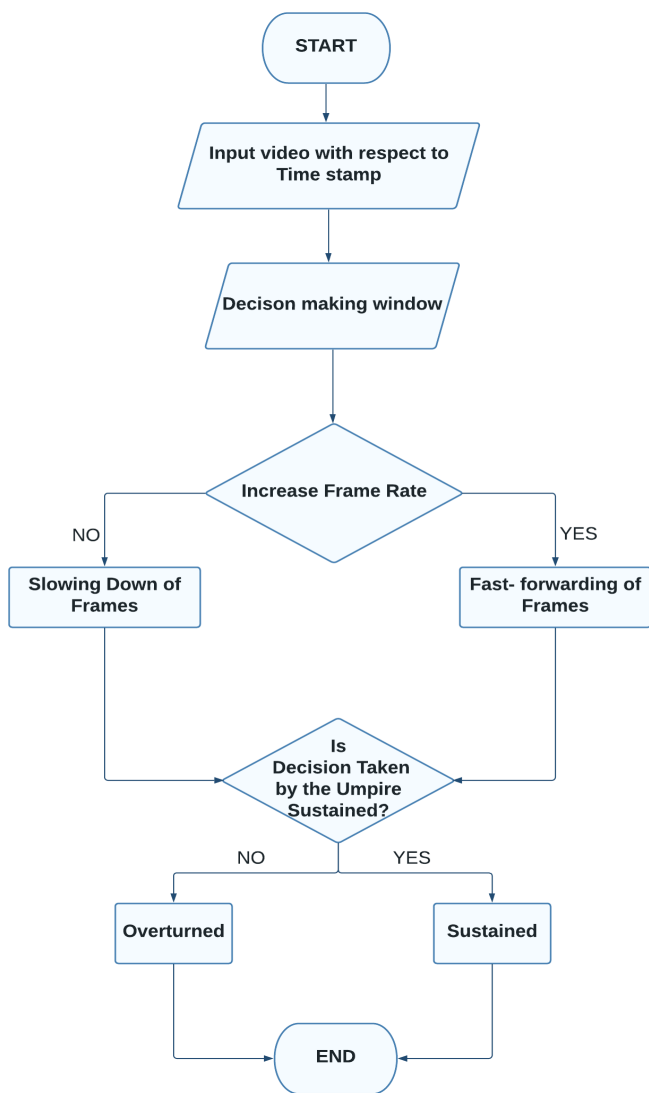 START
Input video with respect to
Time stamp
Decison making window
Increase Frame Rate
NO
YES
Slowing Down of
Frames
Fast- forwarding of
Frames
Is
Decision Taken
by the Umpire
Sustained?
NO
YES
Overturned
Sustained
END